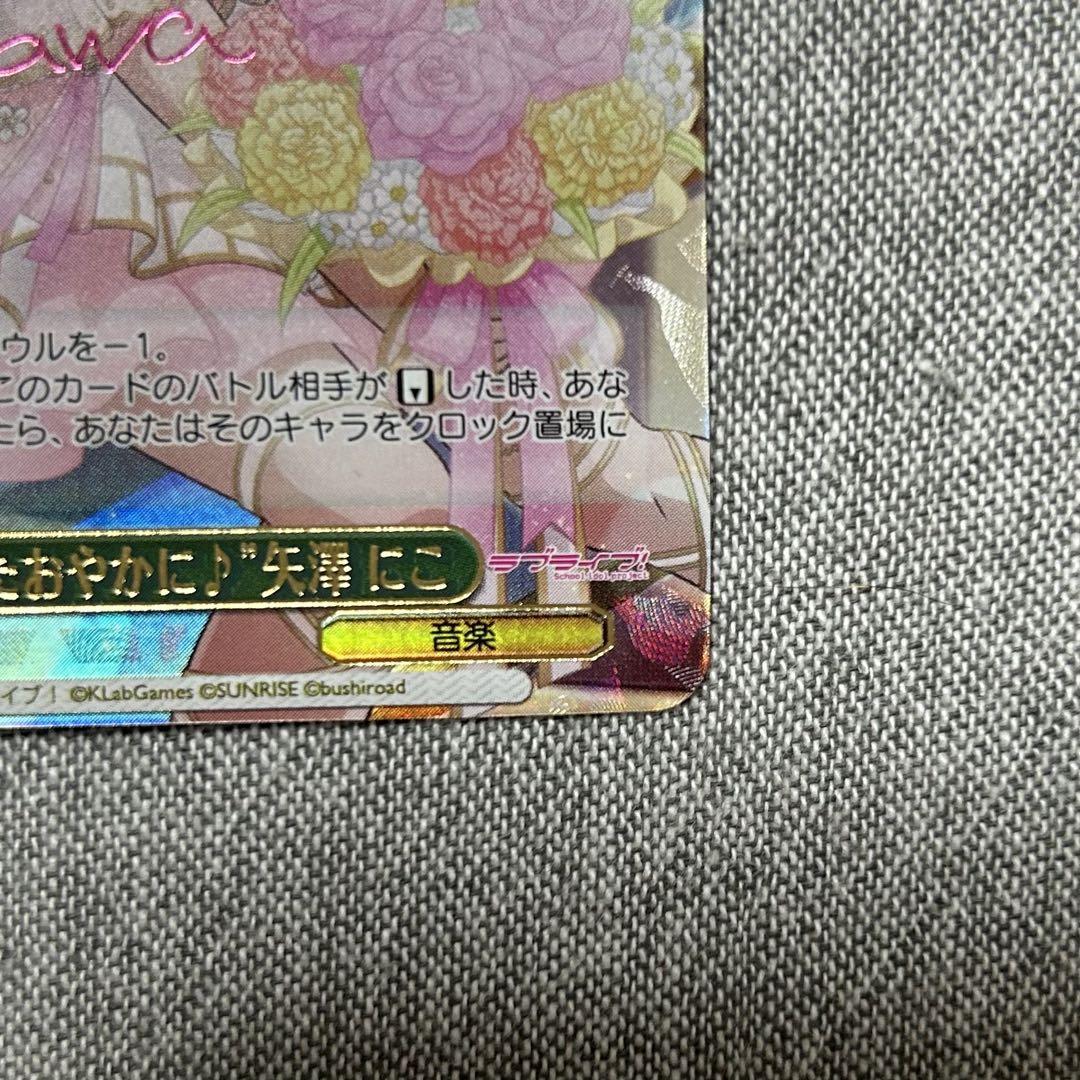 awa
ウルを－1。
このカードのバトル相手が した時、あな
たら、あなたはそのキャラをクロック置場に
たおやかに♪”矢澤 にこ
ラブライブ!
School idol project
音楽
イブ！ ©KLabGames ©SUNRISE ©bushiroad